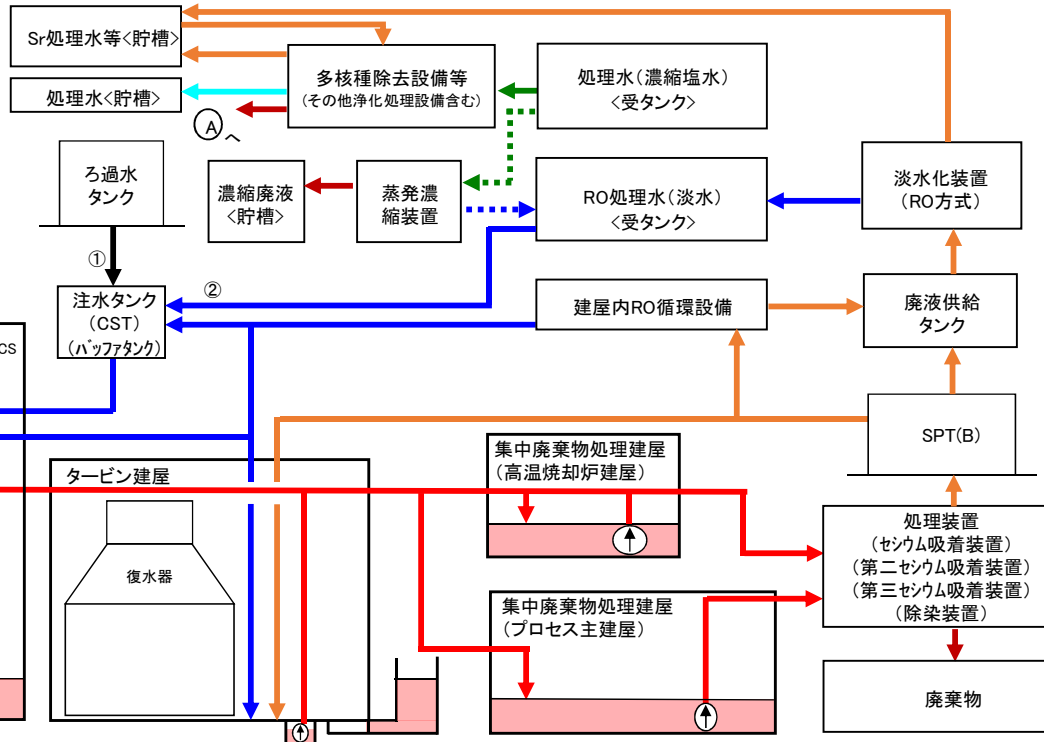 Sr処理水等<貯槽>
処理水<貯槽>
多核種除去設備等
(その他浄化処理設備含む)
処理水(濃縮塩水)
<受タンク>
A へ
ろ過水
タンク
濃縮廃液
<貯槽>
蒸発濃
縮装置
RO処理水(淡水)
<受タンク>
淡水化装置
(RO方式)
①
②
注水タンク
(CST)
(バッファタンク)
建屋内RO循環設備
廃液供給
タンク
CS
SPT(B)
タービン建屋
復水器
集中廃棄物処理建屋
(高温焼却炉建屋)
集中廃棄物処理建屋
(プロセス主建屋)
処理装置
(セシウム吸着装置)
(第二セシウム吸着装置)
(第三セシウム吸着装置)
(除染装置)
廃棄物